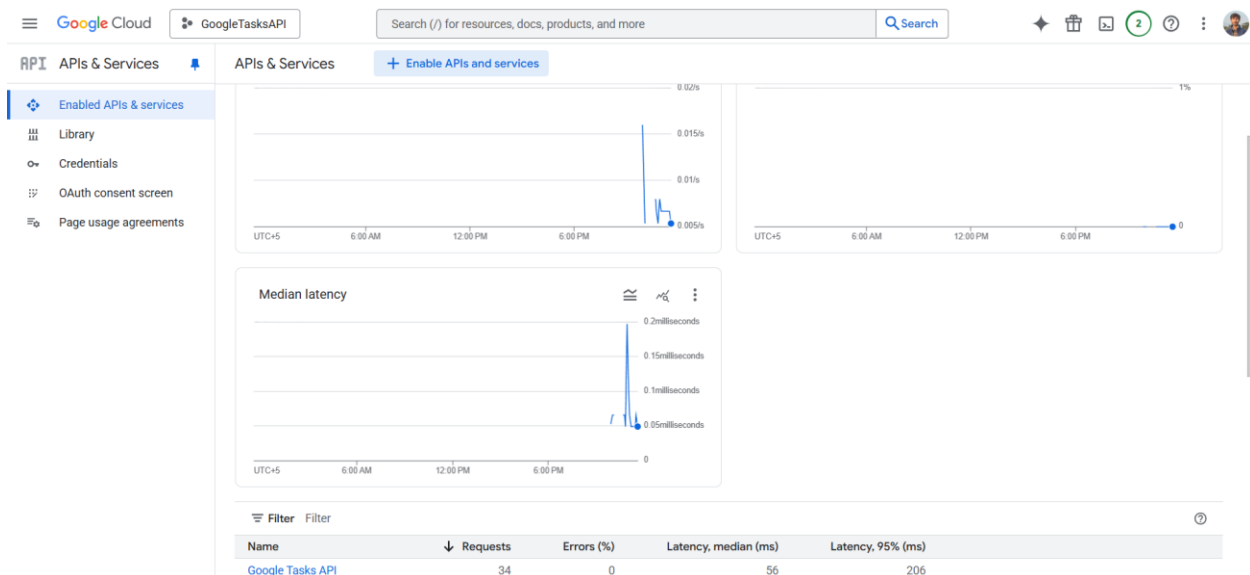 Google Cloud
GoogleTasksAPI
Search (/) for resources, docs, products, and more
Search
2
API APIs & Services
APIs & Services
+ Enable APIs and services
Enabled APIs & services
Library
Credentials
OAuth consent screen
Page usage agreements
0.02/s
0.015/s
0.01/s
0.005/s
UTC+5 6:00 AM 12:00 PM 6:00 PM
1%
0
UTC+5 6:00 AM 12:00 PM 6:00 PM
Median latency
0.2milliseconds
0.15milliseconds
0.1milliseconds
0.05milliseconds
0
UTC+5 6:00 AM 12:00 PM 6:00 PM
Filter Filter
Name Requests Errors (%) Latency, median (ms) Latency, 95% (ms)
Google Tasks API 34 0 56 206